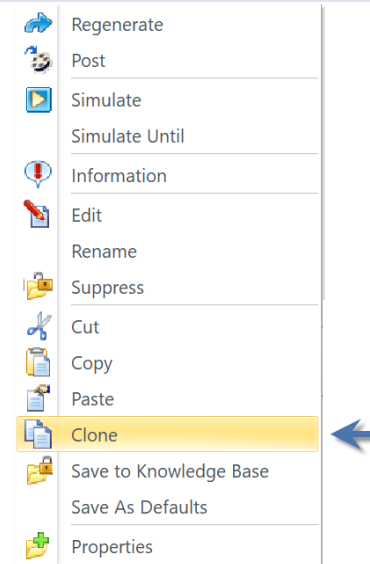 Regenerate
Post
Simulate
Simulate Until
Information
Edit
Rename
Suppress
Cut
Copy
Paste
Clone
Save to Knowledge Base
Save As Defaults
Properties